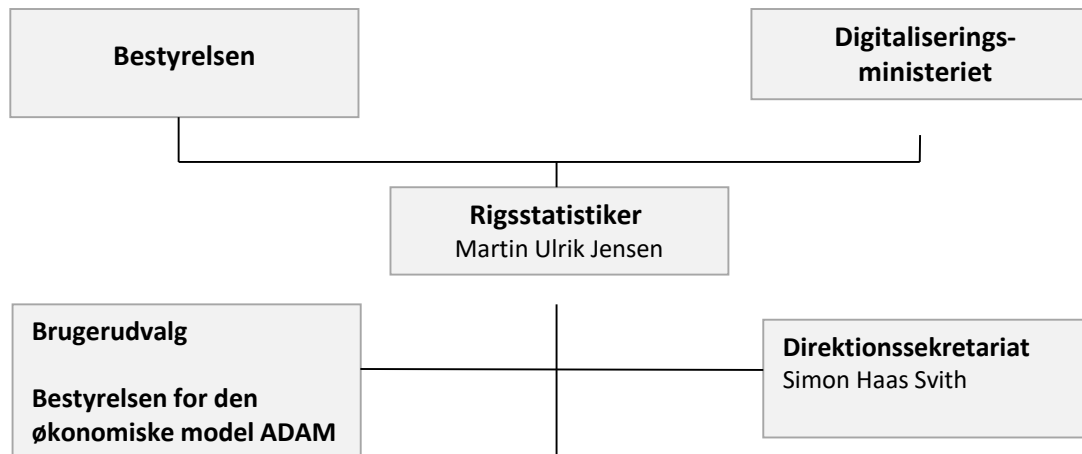 Bestyrelsen
Digitaliserings-
ministeriet
Rigsstatistiker
Martin Ulrik Jensen
Brugerudvalg
Bestyrelsen for den
økonomiske model ADAM
Direktionssekretariat
Simon Haas Svith